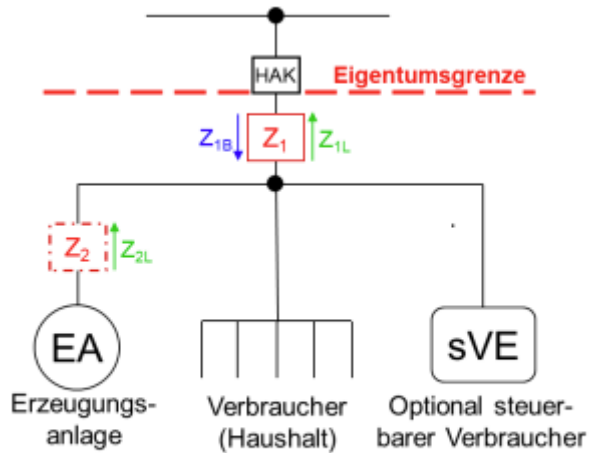 HAK
Eigentumsgrenze
Z1B
Z1
Z1L
Z2
Z2L
EA
sVE
Erzeugungs-
anlage
Verbraucher
(Haushalt)
Optional steuer-
barer Verbraucher